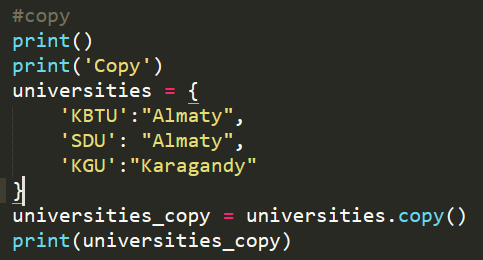 #copy
print()
print('Copy')
universities = {
    'KBTU':"Almaty",
    'SDU': "Almaty",
    'KGU':"Karagandy"
}
universities_copy = universities.copy()
print(universities_copy)